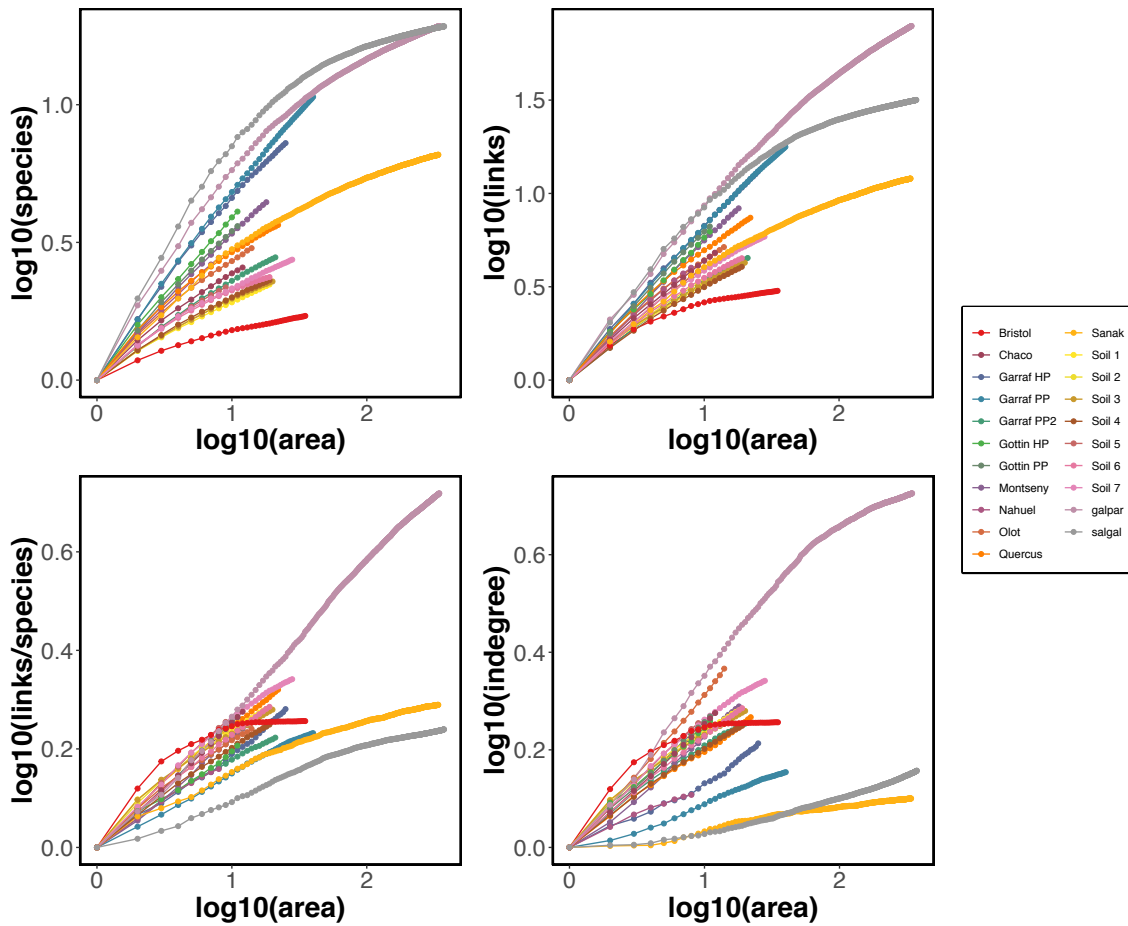 log10(species)
1.0
0.5
0.0
0
1
2
log10(area)
log10(links)
1.5
1.0
0.5
0.0
0
1
2
log10(area)
log10(links/species)
0.6
0.4
0.2
0.0
0
1
2
log10(area)
log10(indegree)
0.6
0.4
0.2
0.0
0
1
2
log10(area)
Bristol
Chaco
Garraf HP
Garraf PP
Garraf PP2
Gottin HP
Gottin PP
Montseny
Nahuel
Olot
Quercus
Sanak
Soil 1
Soil 2
Soil 3
Soil 4
Soil 5
Soil 6
Soil 7
galpar
salgal